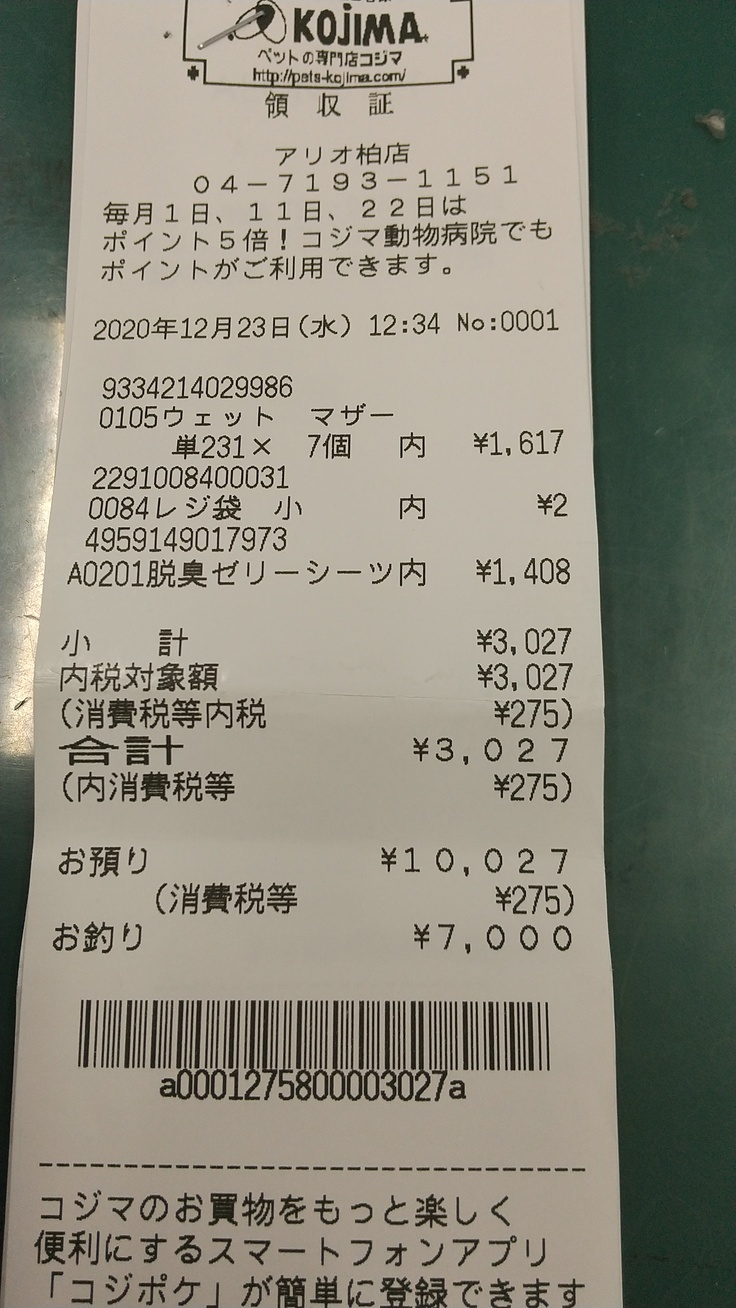 KOJIMA
ペットの専門店コジマ
http://pets-kojima.com/
領収証
アリオ柏店
04-7193-1151
毎月1日、11日、22日は
ポイント5倍!コジマ動物病院でも
ポイントがご利用できます。
2020年12月23日(水) 12:34 No:0001
9334214029986
0105ウェット マザー
単231× 7個 内 ¥1,617
2291008400031
0084レジ袋 小 内 ¥2
4959149017973
A0201脱臭ゼリーシーツ内 ¥1,408
小 計 ¥3,027
内税対象額 ¥3,027
(消費税等内税 ¥275)
合計 ¥3,027
(内消費税等 ¥275)
お預り ¥10,027
(消費税等 ¥275)
お釣り ¥7,000
a0001275800003027a
コジマのお買物をもっと楽しく
便利にするスマートフォンアプリ
「コジポケ」が簡単に登録できます